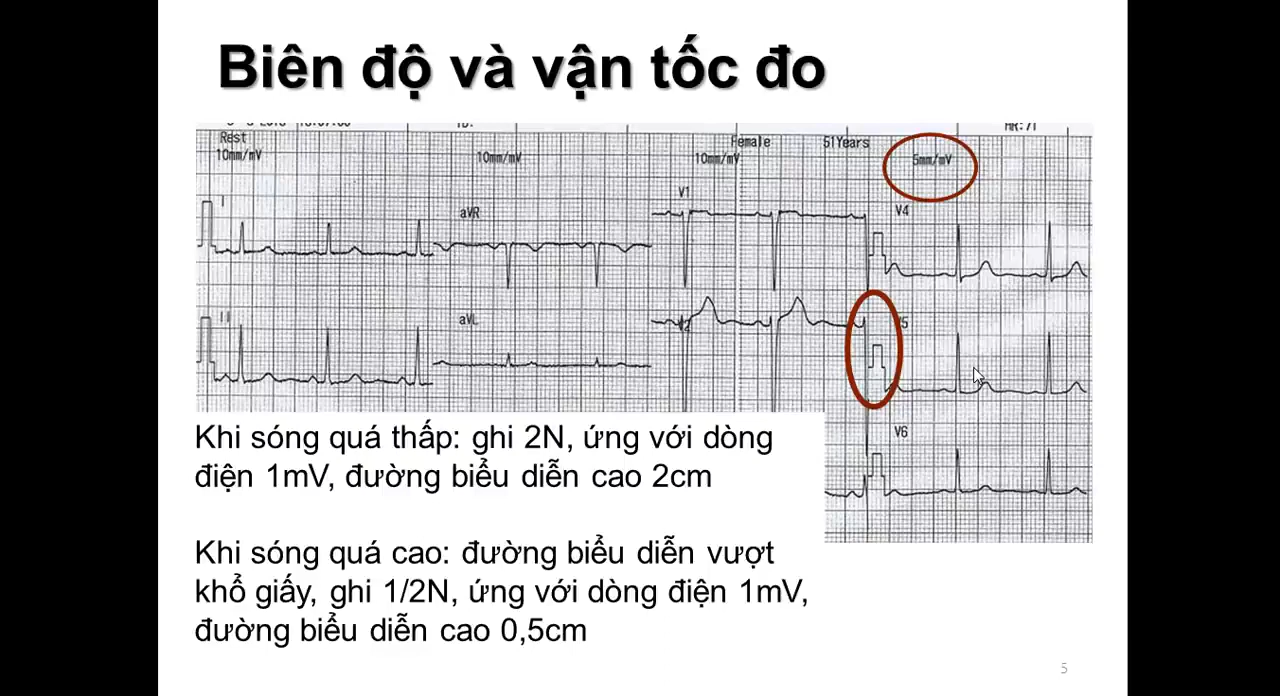 Biên độ và vận tốc đo
HR:71
Rest
Female
51Years
10mm/mV
10mm/mV
10mm/mV
5mm/mV
I
aVR
V1
V4
II
aVL
V2
V5
V6
Khi sóng quá thấp: ghi 2N, ứng với dòng
điện 1mV, đường biểu diễn cao 2cm
Khi sóng quá cao: đường biểu diễn vượt
khổ giấy, ghi 1/2N, ứng với dòng điện 1mV,
đường biểu diễn cao 0,5cm
5